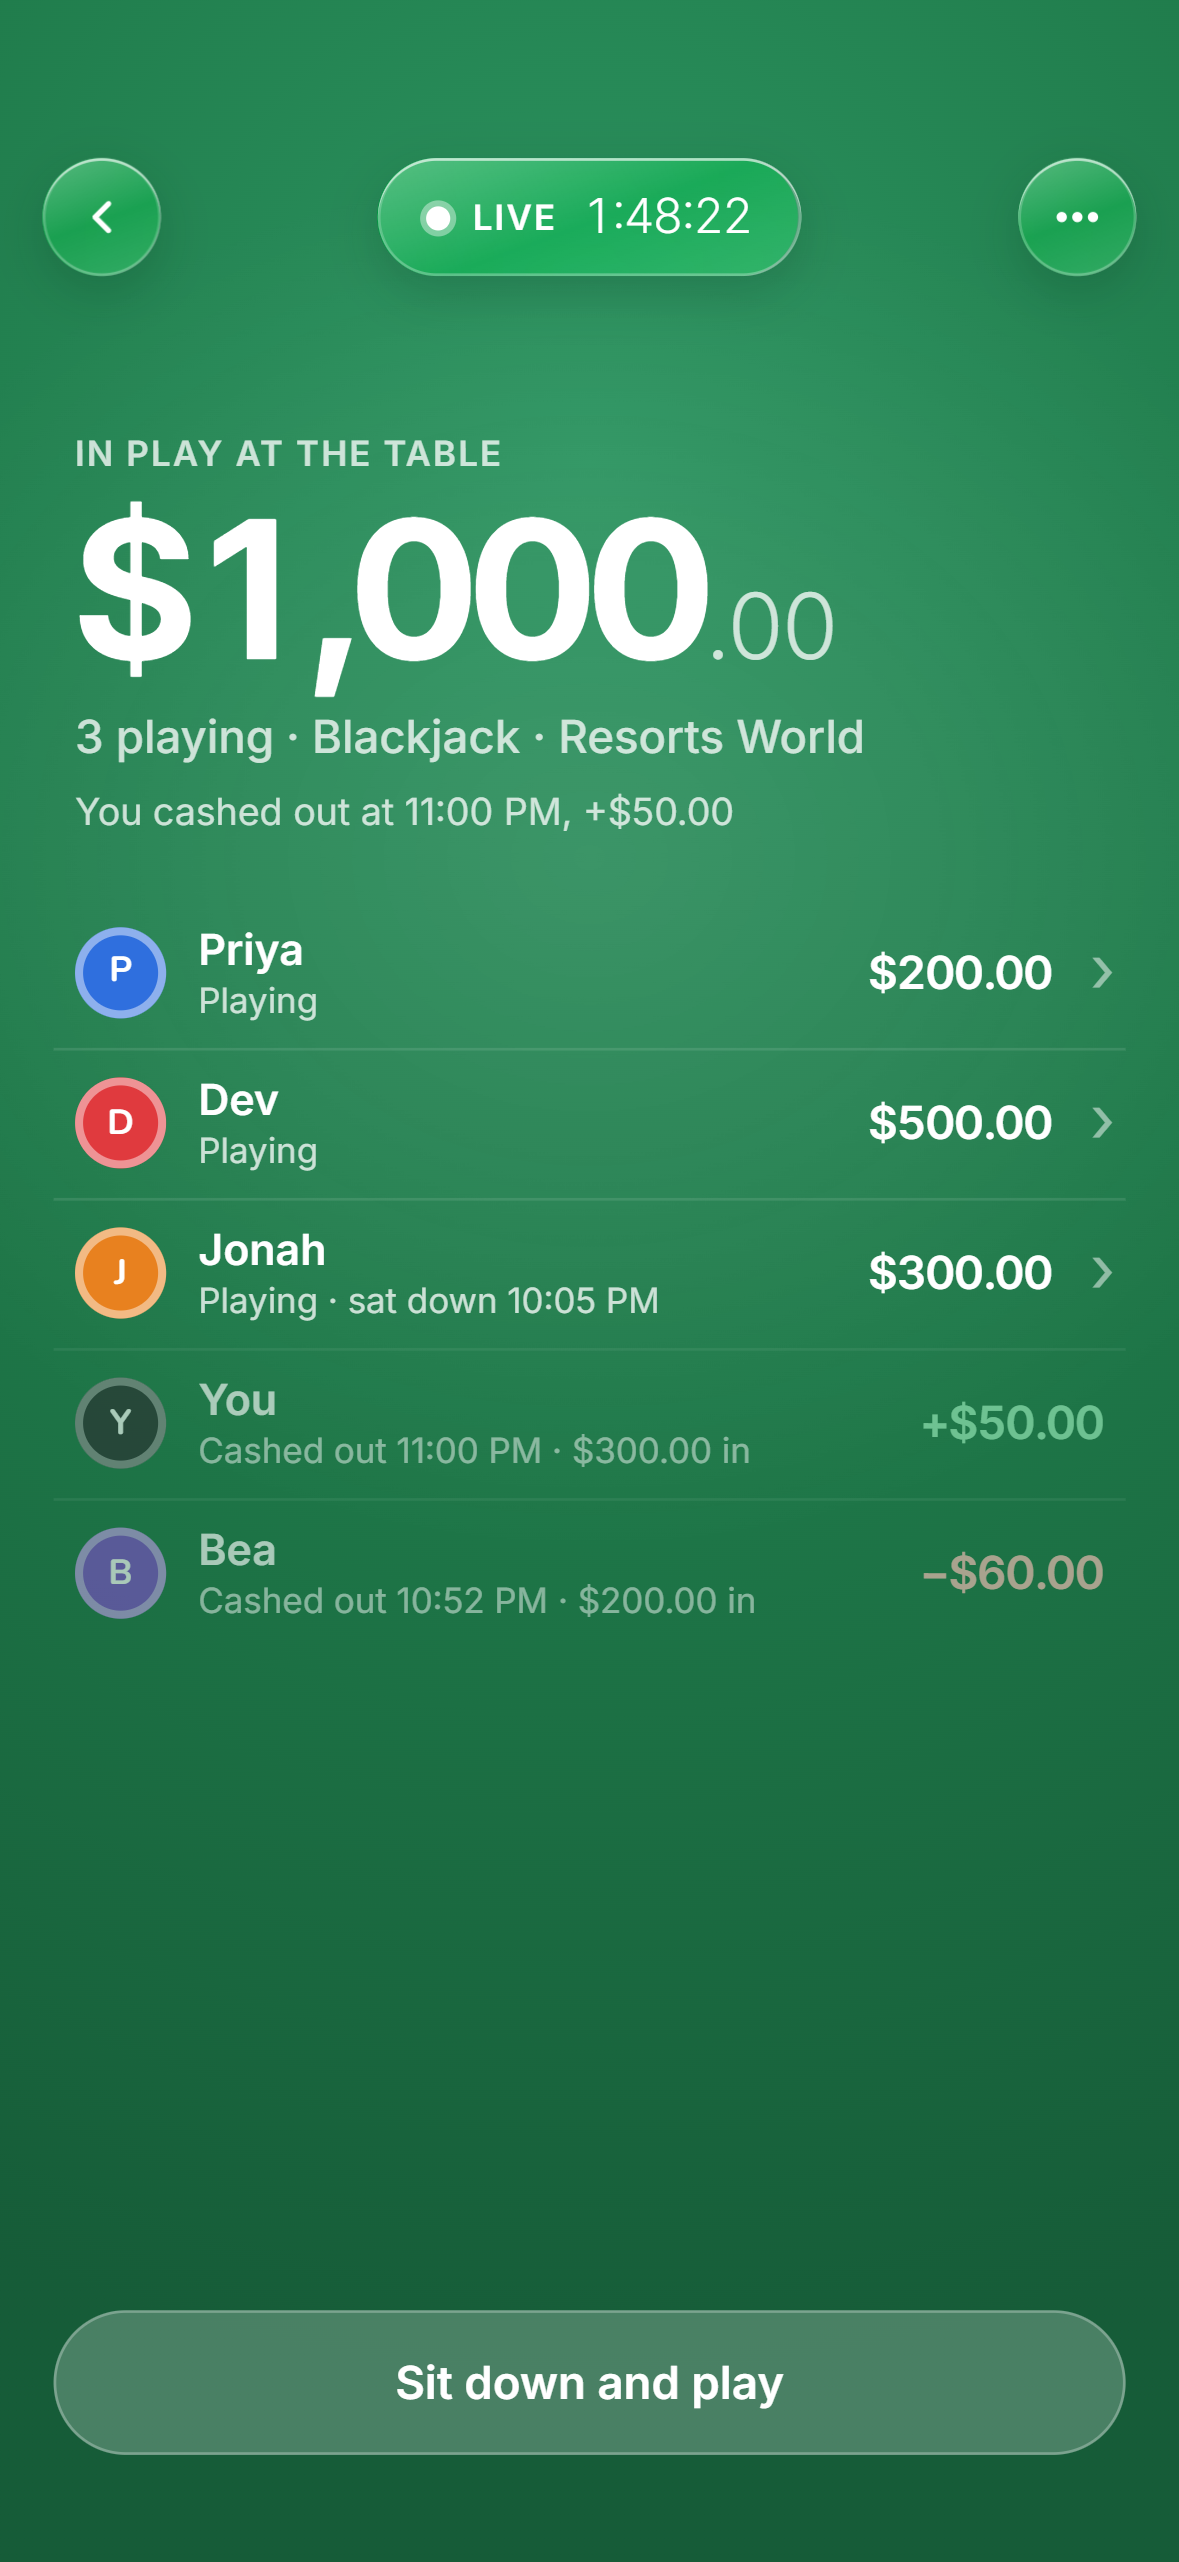 LIVE 1:48:22
IN PLAY AT THE TABLE
$1,000.00
3 playing · Blackjack · Resorts World
You cashed out at 11:00 PM, +$50.00
P
Priya
Playing
$200.00
D
Dev
Playing
$500.00
J
Jonah
Playing · sat down 10:05 PM
$300.00
Y
You
Cashed out 11:00 PM · $300.00 in
+$50.00
B
Bea
Cashed out 10:52 PM · $200.00 in
−$60.00
Sit down and play